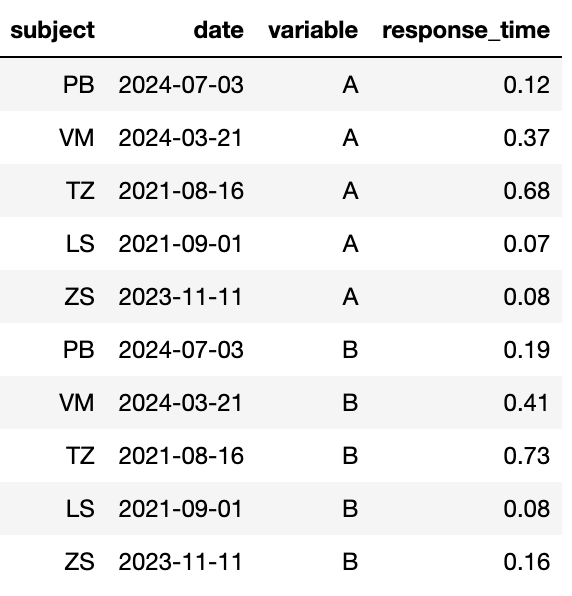 subject date variable response_time
PB 2024-07-03 A 0.12
VM 2024-03-21 A 0.37
TZ 2021-08-16 A 0.68
LS 2021-09-01 A 0.07
ZS 2023-11-11 A 0.08
PB 2024-07-03 B 0.19
VM 2024-03-21 B 0.41
TZ 2021-08-16 B 0.73
LS 2021-09-01 B 0.08
ZS 2023-11-11 B 0.16